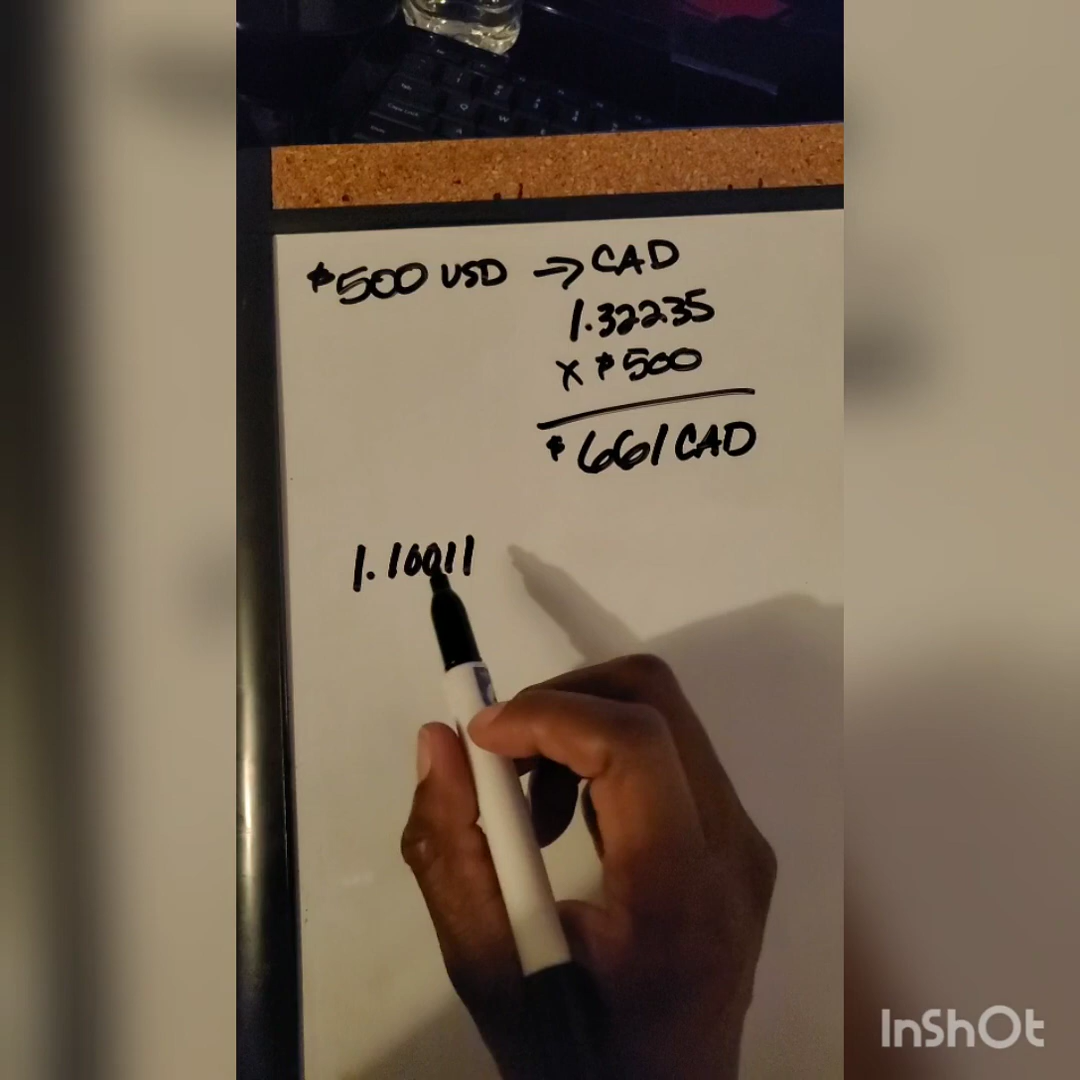 $500 USD → CAD
1.32235
x $500
$661 CAD
1.10011
InShOt